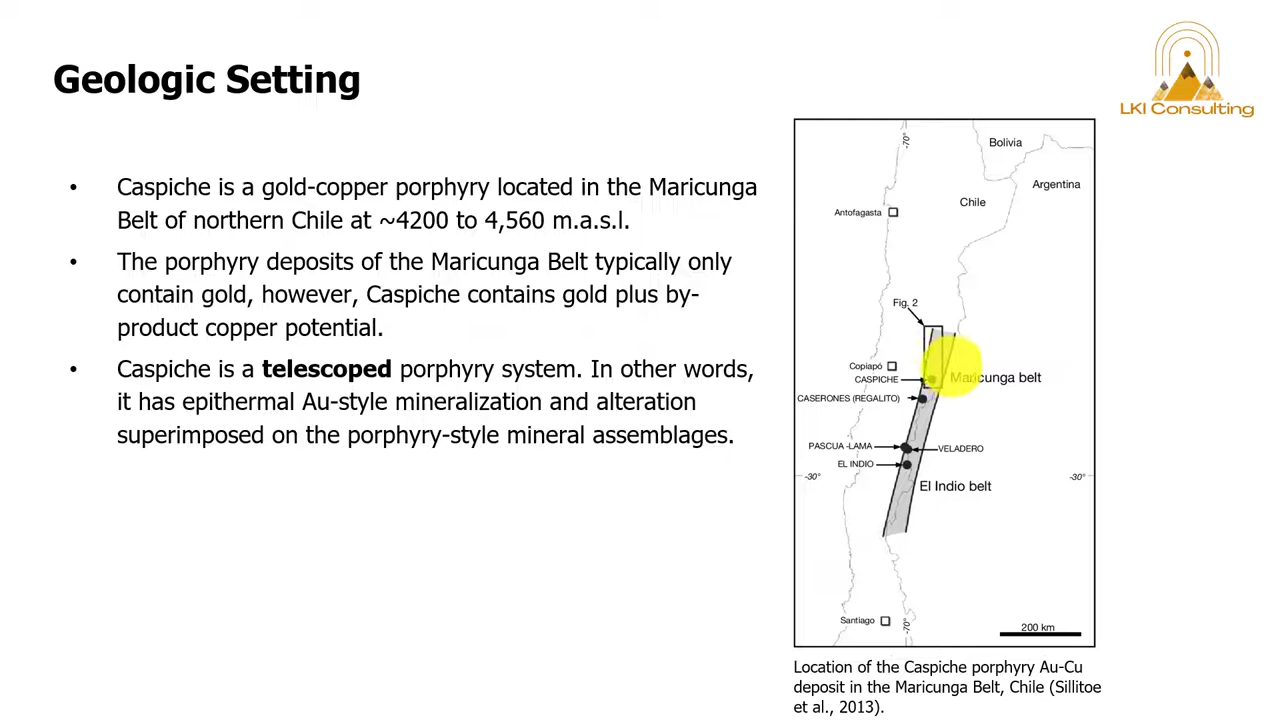 Geologic Setting
LKI Consulting
• Caspiche is a gold-copper porphyry located in the Maricunga
Belt of northern Chile at ~4200 to 4,560 m.a.s.l.
• The porphyry deposits of the Maricunga Belt typically only
contain gold, however, Caspiche contains gold plus by-
product copper potential.
• Caspiche is a telescoped porphyry system. In other words,
it has epithermal Au-style mineralization and alteration
superimposed on the porphyry-style mineral assemblages.
-70°
Bolivia
Argentina
Chile
Antofagasta
Fig. 2
Copiapó
CASPICHE
Maricunga belt
CASERONES (REGALITO)
PASCUA -LAMA
VELADERO
EL INDIO
-30°
-30°
El Indio belt
Santiago
-70°
200 km
Location of the Caspiche porphyry Au-Cu
deposit in the Maricunga Belt, Chile (Sillitoe
et al., 2013).